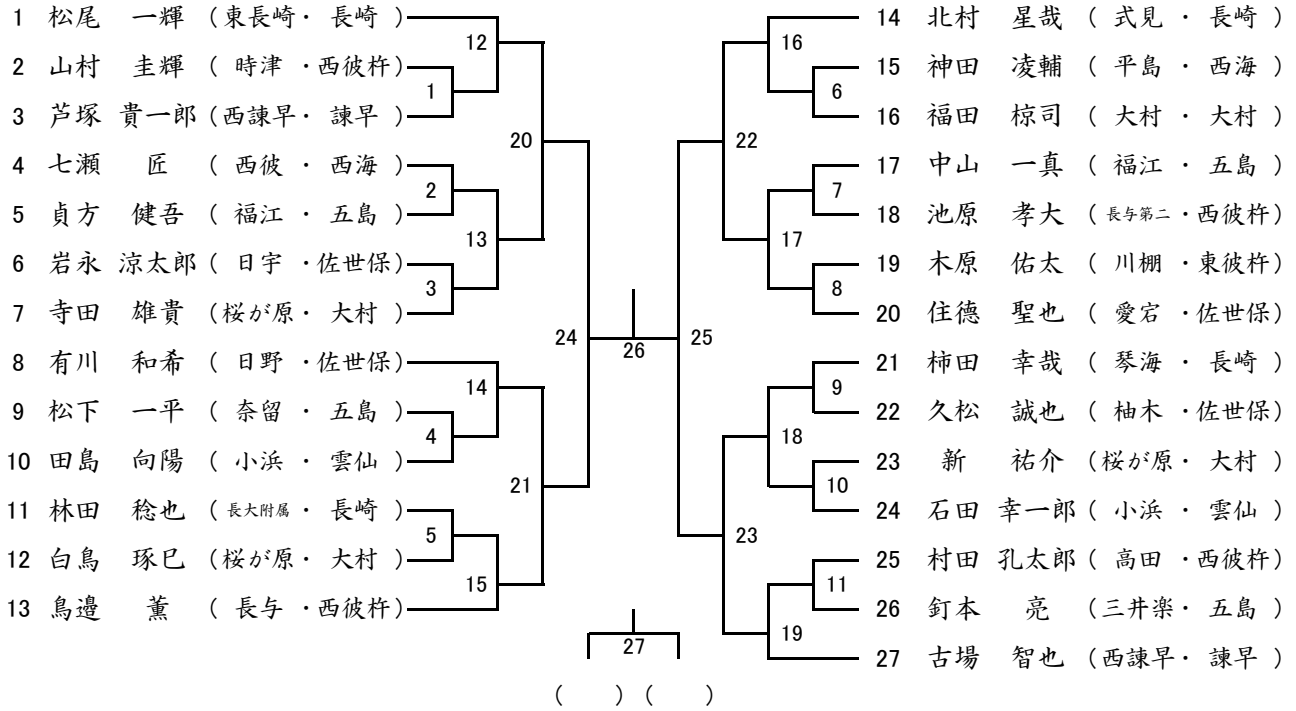 1 松尾 一輝 (東長崎・ 長崎 )
2 山村 圭輝 ( 時津 ・西彼杵)
3 芦塚 貴一郎 (西諫早・ 諫早 )
4 七瀬 匠 ( 西彼 ・ 西海 )
5 貞方 健吾 ( 福江 ・ 五島 )
6 岩永 涼太郎 ( 日宇 ・佐世保)
7 寺田 雄貴 (桜が原・ 大村 )
8 有川 和希 ( 日野 ・佐世保)
9 松下 一平 ( 奈留 ・ 五島 )
10 田島 向陽 ( 小浜 ・ 雲仙 )
11 林田 稔也 ( 長大附属 ・ 長崎 )
12 白鳥 琢巳 (桜が原・ 大村 )
13 鳥邉 薫 ( 長与 ・西彼杵)
12
1
20
2
13
3
24
14
4
21
5
15
26
27
( ) ( )
16
6
22
7
17
8
25
9
18
10
23
11
19
14 北村 星哉 ( 式見 ・ 長崎 )
15 神田 凌輔 ( 平島 ・ 西海 )
16 福田 椋司 ( 大村 ・ 大村 )
17 中山 一真 ( 福江 ・ 五島 )
18 池原 孝大 ( 長与第二 ・西彼杵)
19 木原 佑太 ( 川棚 ・東彼杵)
20 住徳 聖也 ( 愛宕 ・佐世保)
21 柿田 幸哉 ( 琴海 ・ 長崎 )
22 久松 誠也 ( 柚木 ・佐世保)
23 新 祐介 (桜が原・ 大村 )
24 石田 幸一郎 ( 小浜 ・ 雲仙 )
25 村田 孔太郎 ( 高田 ・西彼杵)
26 釘本 亮 (三井楽・ 五島 )
27 古場 智也 (西諫早・ 諫早 )